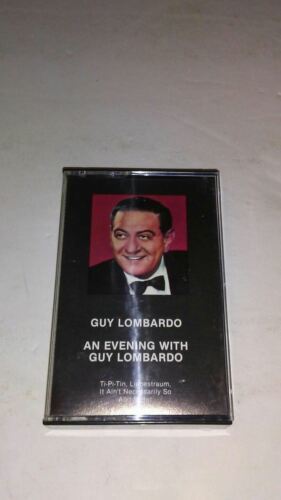 GUY LOMBARDO
AN EVENING WITH
GUY LOMBARDO
Ti-Pi-Tin, Liebestraum,
It Ain't Necessarily So